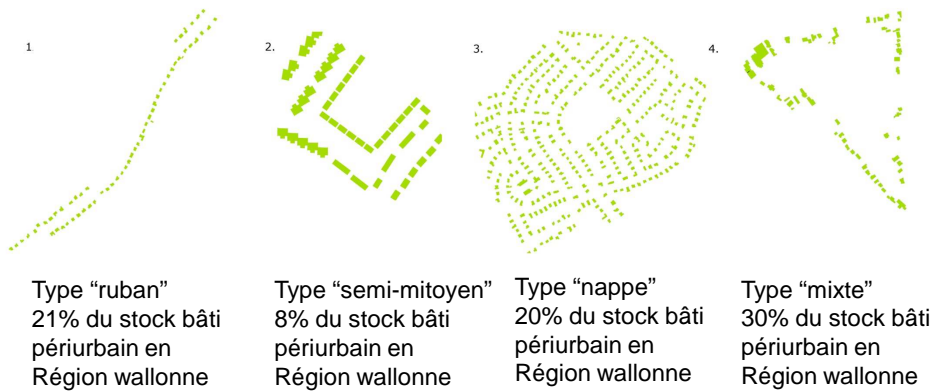 1
2.
3.
4.
Type “ruban”
21% du stock bâti
périurbain en
Région wallonne
Type “semi-mitoyen”
8% du stock bâti
périurbain en
Région wallonne
Type “nappe”
20% du stock bâti
périurbain en
Région wallonne
Type “mixte”
30% du stock bâti
périurbain en
Région wallonne